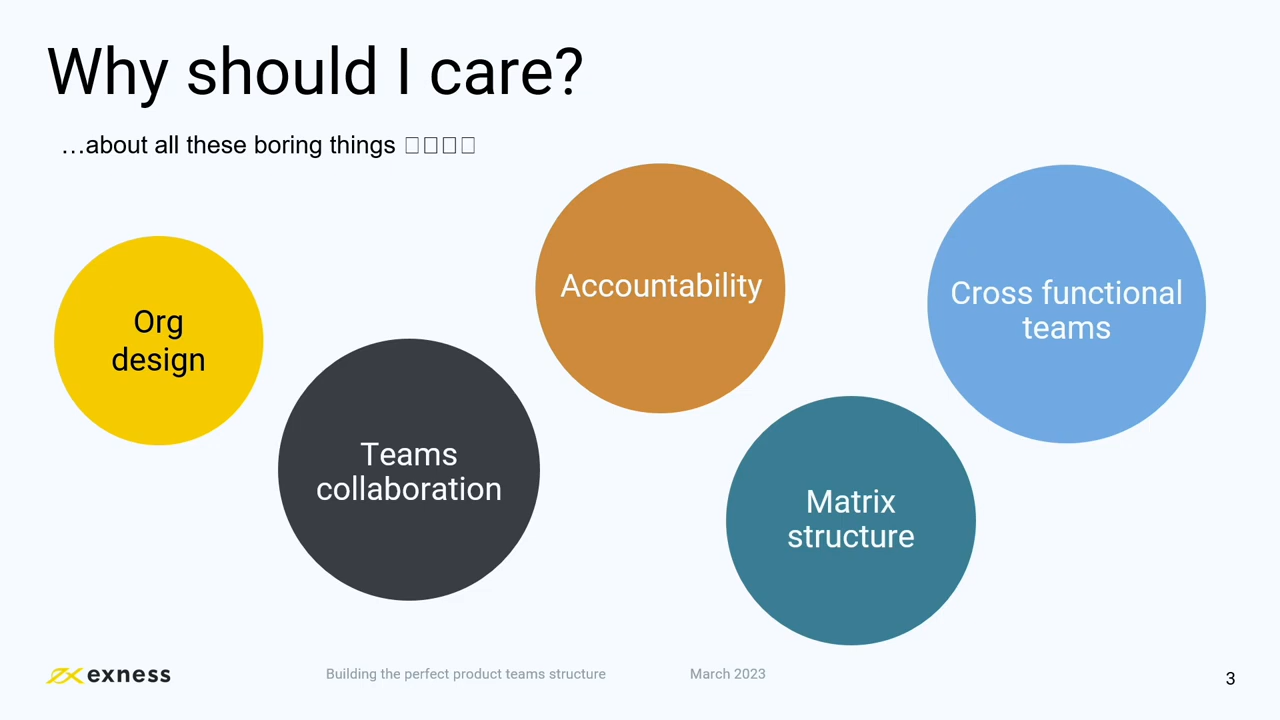 Why should I care?
…about all these boring things □□□□
Org
design
Teams
collaboration
Accountability
Matrix
structure
Cross functional
teams
exness
Building the perfect product teams structure
March 2023
3